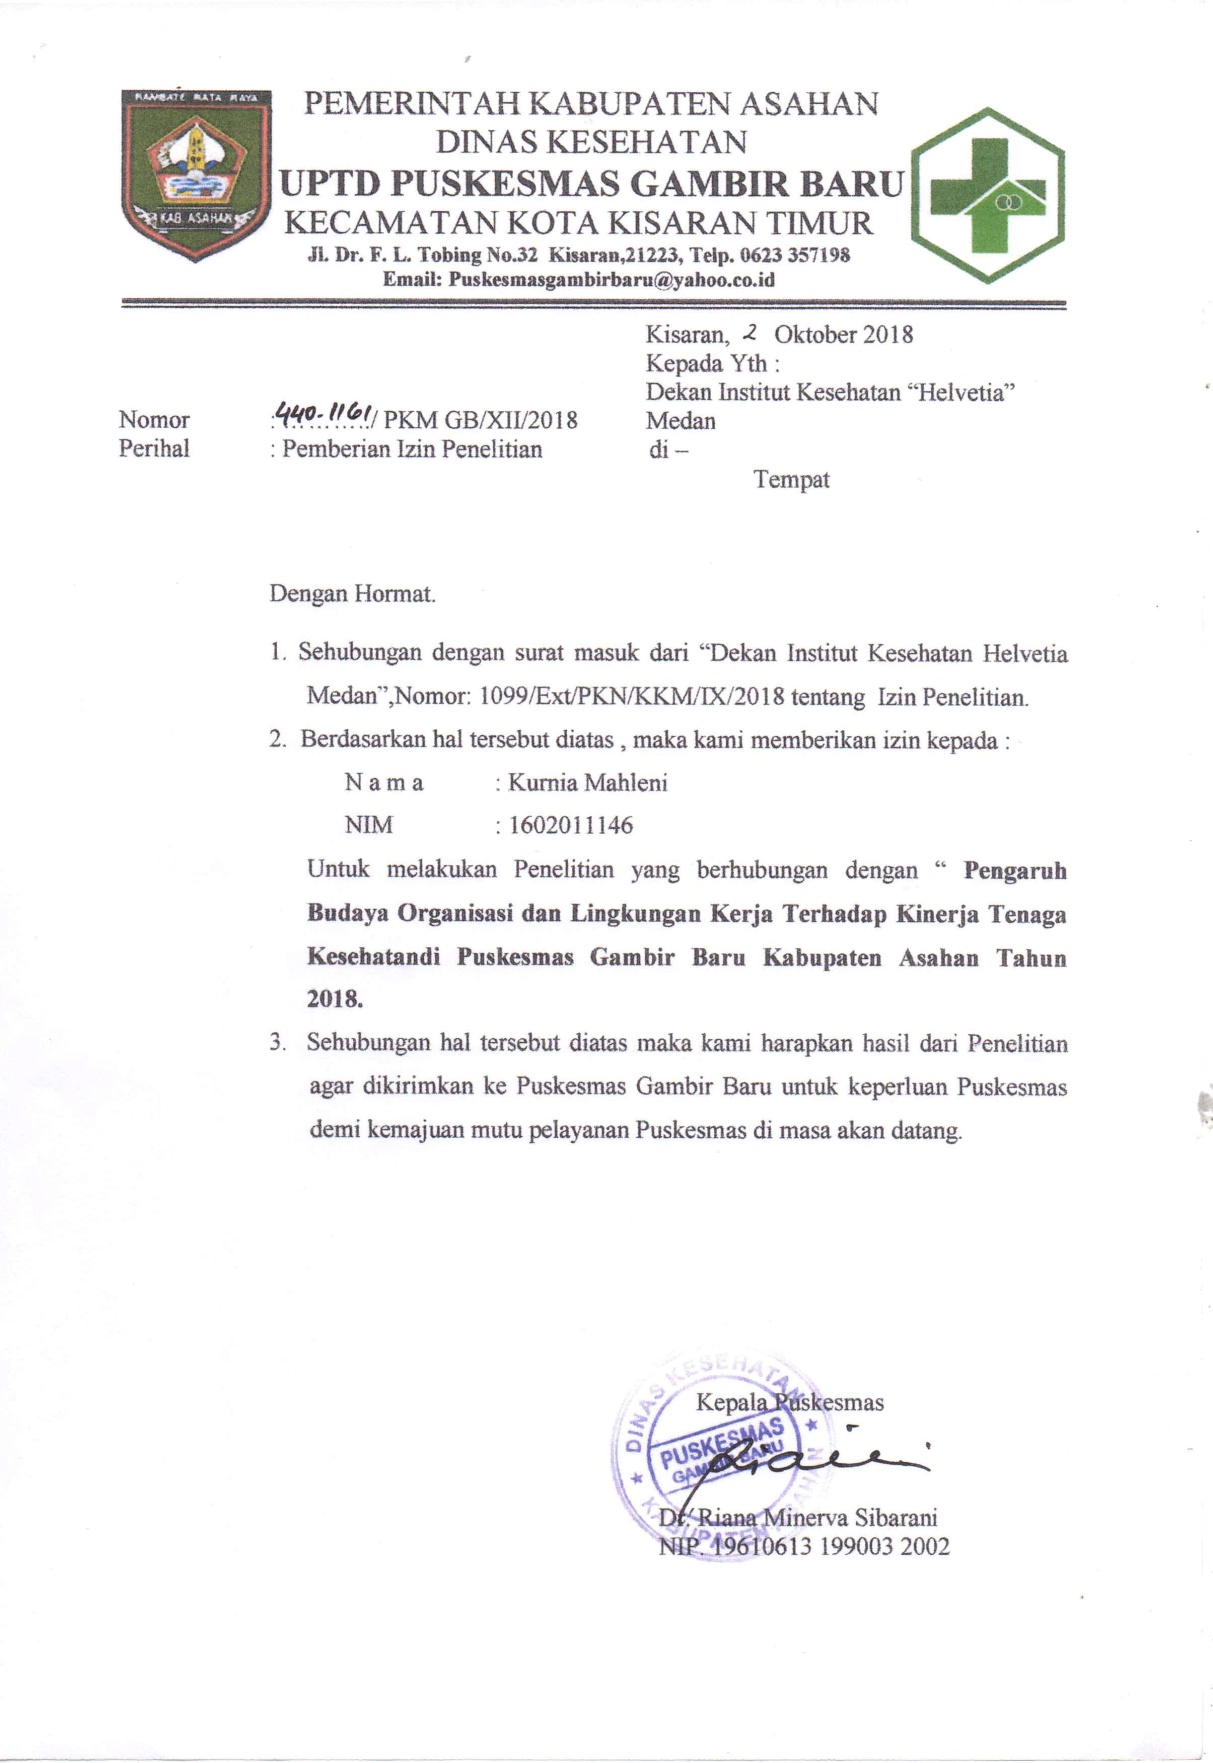 RAMBATE RATA RAYA
KAB. ASAHAN
PEMERINTAH KABUPATEN ASAHAN
DINAS KESEHATAN
UPTD PUSKESMAS GAMBIR BARU
KECAMATAN KOTA KISARAN TIMUR
Jl. Dr. F. L. Tobing No.32 Kisaran,21223, Telp. 0623 357198
Email: Puskesmasgambirbaru@yahoo.co.id
Kisaran, 2 Oktober 2018
Kepada Yth :
Dekan Institut Kesehatan “Helvetia”
Nomor : 440-1161/ PKM GB/XII/2018 Medan
Perihal : Pemberian Izin Penelitian di –
Tempat
Dengan Hormat.
1. Sehubungan dengan surat masuk dari “Dekan Institut Kesehatan Helvetia
Medan”,Nomor: 1099/Ext/PKN/KKM/IX/2018 tentang Izin Penelitian.
2. Berdasarkan hal tersebut diatas , maka kami memberikan izin kepada :
N a m a : Kurnia Mahleni
NIM : 1602011146
Untuk melakukan Penelitian yang berhubungan dengan “ Pengaruh
Budaya Organisasi dan Lingkungan Kerja Terhadap Kinerja Tenaga
Kesehatandi Puskesmas Gambir Baru Kabupaten Asahan Tahun
2018.
3. Sehubungan hal tersebut diatas maka kami harapkan hasil dari Penelitian
agar dikirimkan ke Puskesmas Gambir Baru untuk keperluan Puskesmas
demi kemajuan mutu pelayanan Puskesmas di masa akan datang.
Kepala Puskesmas
DINAS KESEHATAN
PUSKESMAS
GAMBIR BARU
KABUPATEN ASAHAN
Dr. Riana Minerva Sibarani
NIP. 19610613 199003 2002